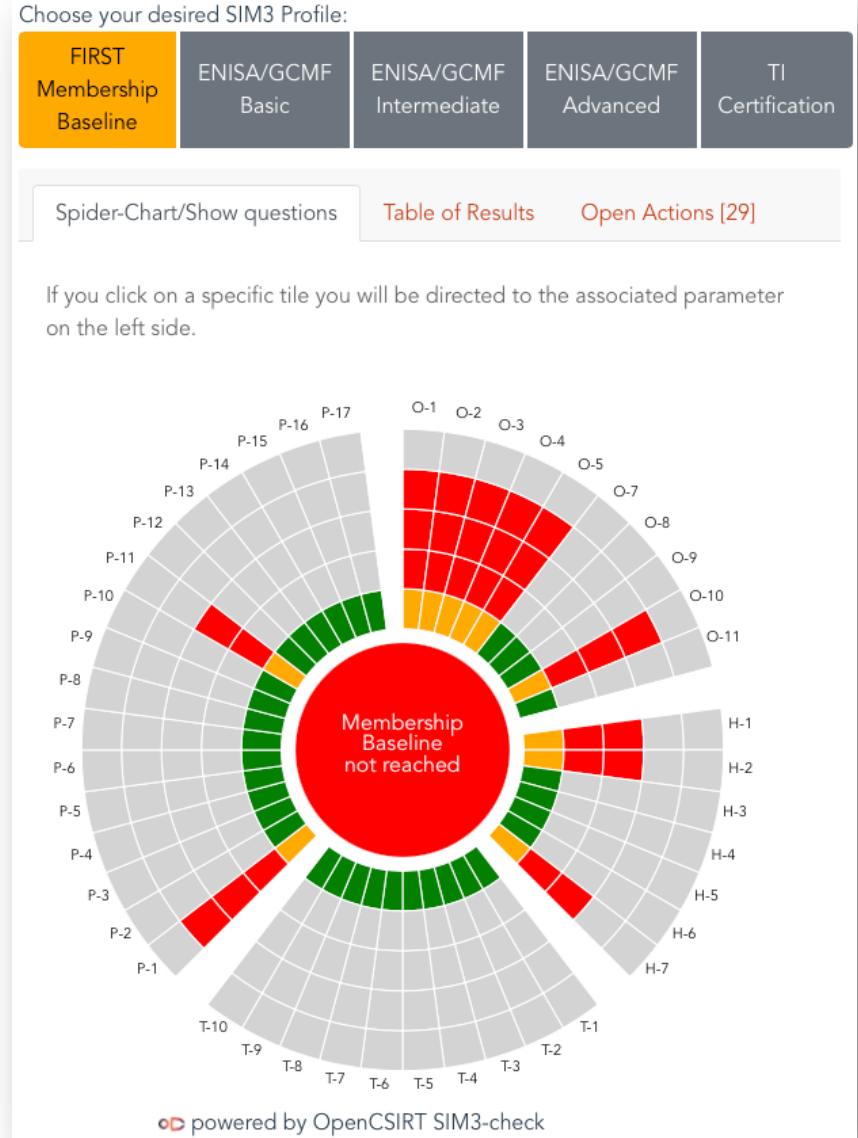 Choose your desired SIM3 Profile:
FIRST
Membership
Baseline
ENISA/GCMF
Basic
ENISA/GCMF
Intermediate
ENISA/GCMF
Advanced
TI
Certification
Spider-Chart/Show questions
Table of Results
Open Actions [29]
If you click on a specific tile you will be directed to the associated parameter
on the left side.
O-1
O-2
O-3
O-4
O-5
O-7
O-8
O-9
O-10
O-11
H-1
H-2
H-3
H-4
H-5
H-6
H-7
T-1
T-2
T-3
T-4
T-5
T-6
T-7
T-8
T-9
T-10
P-1
P-2
P-3
P-4
P-5
P-6
P-7
P-8
P-9
P-10
P-11
P-12
P-13
P-14
P-15
P-16
P-17
Membership
Baseline
not reached
powered by OpenCSIRT SIM3-check